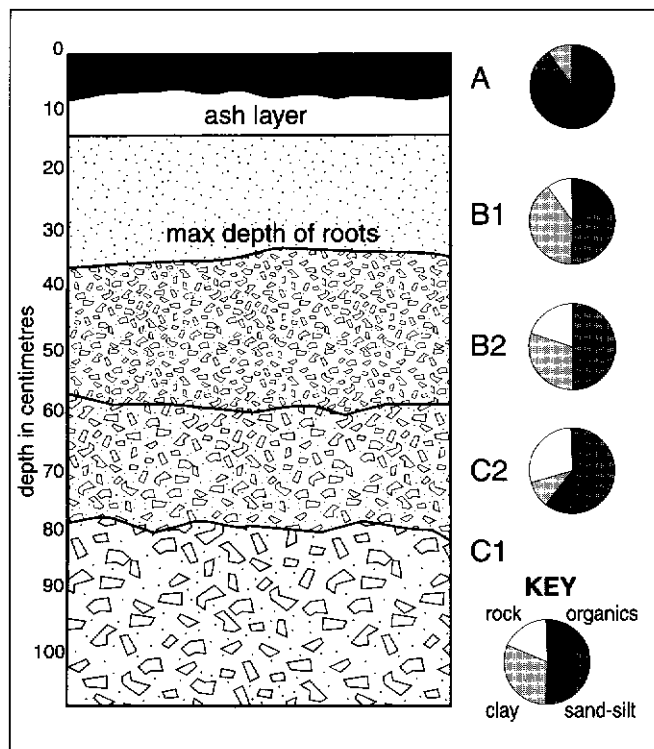 0
10
20
30
40
50
60
70
80
90
100
depth in centimetres
ash layer
max depth of roots
A
B1
B2
C2
C1
KEY
rock organics
clay sand-silt